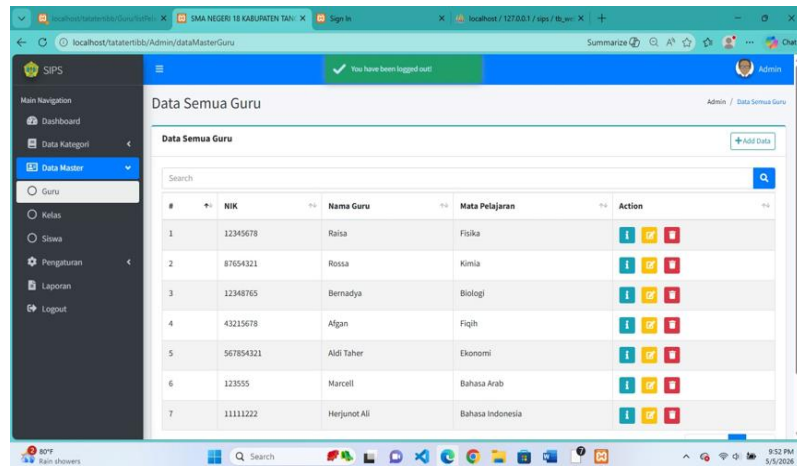 SMA NEGERI 18 KABUPATEN TAN
Sign In
localhost / 127.0.0.1 / sips / tb_
localhost/tatatertibb/Admin/dataMasterGuru
Summarize
Chat
SIPS
You have been logged out!
Admin
Main Navigation
Dashboard
Data Kategori
Data Master
Guru
Kelas
Siswa
Pengaturan
Laporan
Logout
Data Semua Guru
Admin / Data Semua Guru
Data Semua Guru
+Add Data
Search
# NIK Nama Guru Mata Pelajaran Action
1 12345678 Raisa Fisika
2 87654321 Rossa Kimia
3 12348765 Bernadya Biologi
4 43215678 Afgan Fiqih
5 567854321 Aldi Taher Ekonomi
6 123555 Marcell Bahasa Arab
7 11111222 Herjunot Ali Bahasa Indonesia
80°F
Rain showers
Search
9:52 PM
5/5/2026